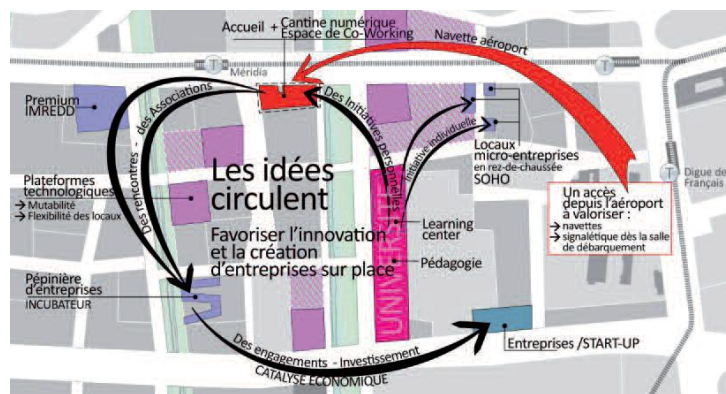 Accueil + Cantine numérique
Espace de Co-Working
Navette aéroport
T
Méridia
T
Premium
IMREDD
Des rencontres - des Associations
Des Initiatives personnelles
Initiative individuelle
Locaux
micro-entreprises
en rez-de-chaussée
SOHO
Plateformes
technologiques
→ Mutabilité
→ Flexibilité des locaux
Les idées
circulent
Favoriser l'innovation
et la création
d'entreprises sur place
UNIVERSITE
Learning
center
Pédagogie
T
Digue de
Français
Un accès
depuis l'aéroport
à valoriser :
→ navettes
→ signalétique dès la salle
de débarquement
Pépinière
d'entreprises
INCUBATEUR
Entreprises /START-UP
Des engagements - Investissement
CATALYSE ECONOMIQUE